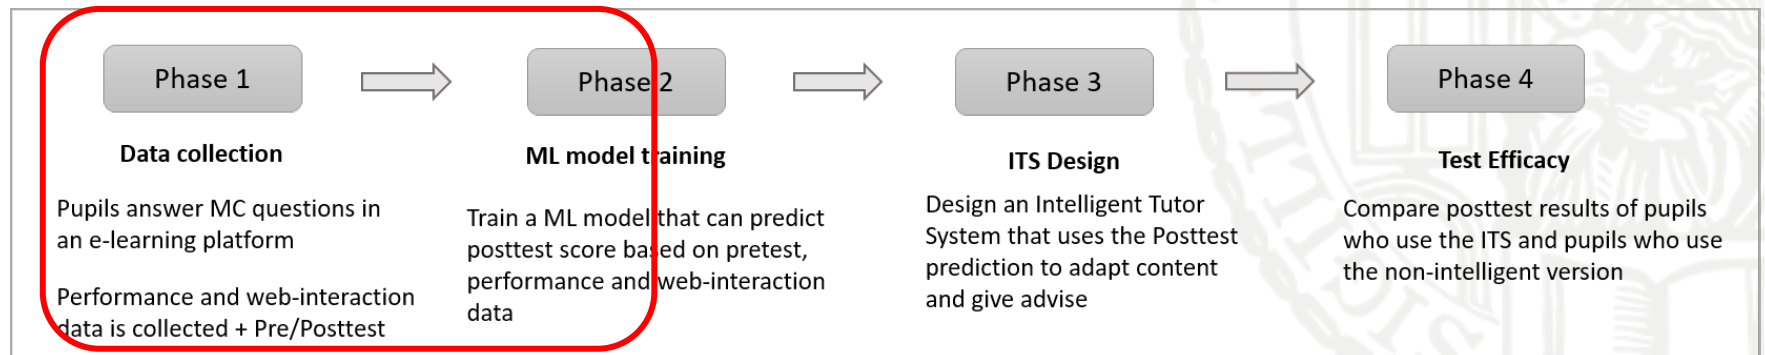 Phase 1
Data collection
Pupils answer MC questions in
an e-learning platform
Performance and web-interaction
data is collected + Pre/Posttest
Phase 2
ML model training
Train a ML model that can predict
posttest score based on pretest,
performance and web-interaction
data
Phase 3
ITS Design
Design an Intelligent Tutor
System that uses the Posttest
prediction to adapt content
and give advise
Phase 4
Test Efficacy
Compare posttest results of pupils
who use the ITS and pupils who use
the non-intelligent version